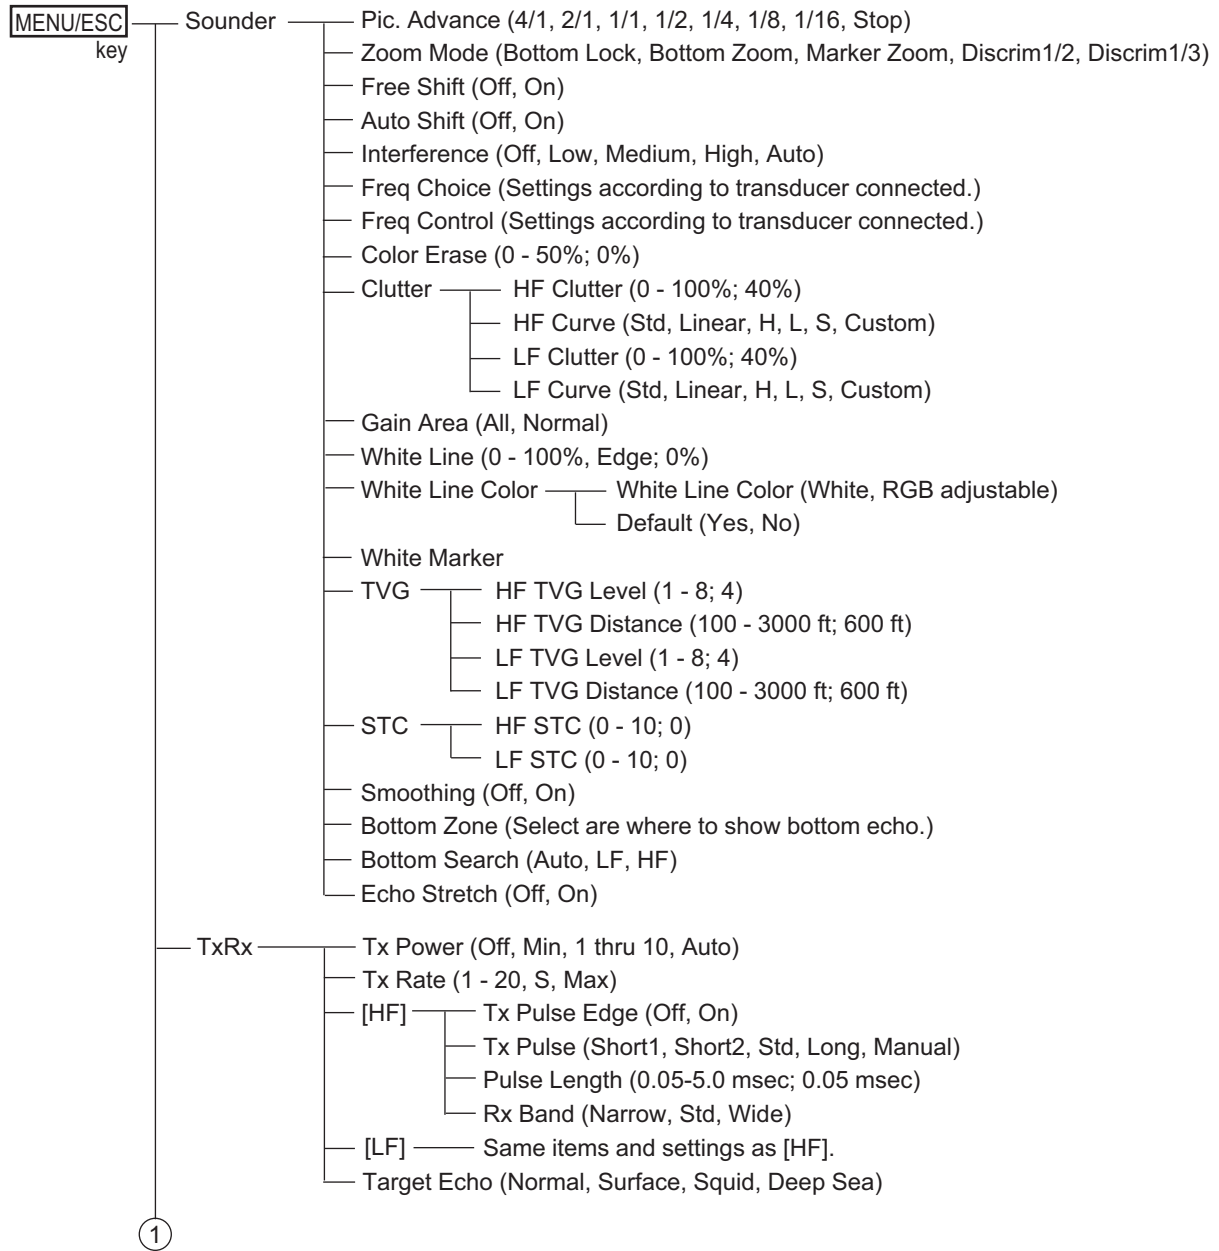 MENU/ESC Sounder Pic. Advance (4/1, 2/1, 1/1, 1/2, 1/4, 1/8, 1/16, Stop)
key Zoom Mode (Bottom Lock, Bottom Zoom, Marker Zoom, Discrim1/2, Discrim1/3)
Free Shift (Off, On)
Auto Shift (Off, On)
Interference (Off, Low, Medium, High, Auto)
Freq Choice (Settings according to transducer connected.)
Freq Control (Settings according to transducer connected.)
Color Erase (0 - 50%; 0%)
Clutter HF Clutter (0 - 100%; 40%)
HF Curve (Std, Linear, H, L, S, Custom)
LF Clutter (0 - 100%; 40%)
LF Curve (Std, Linear, H, L, S, Custom)
Gain Area (All, Normal)
White Line (0 - 100%, Edge; 0%)
White Line Color White Line Color (White, RGB adjustable)
Default (Yes, No)
White Marker
TVG HF TVG Level (1 - 8; 4)
HF TVG Distance (100 - 3000 ft; 600 ft)
LF TVG Level (1 - 8; 4)
LF TVG Distance (100 - 3000 ft; 600 ft)
STC HF STC (0 - 10; 0)
LF STC (0 - 10; 0)
Smoothing (Off, On)
Bottom Zone (Select are where to show bottom echo.)
Bottom Search (Auto, LF, HF)
Echo Stretch (Off, On)
TxRx Tx Power (Off, Min, 1 thru 10, Auto)
Tx Rate (1 - 20, S, Max)
[HF] Tx Pulse Edge (Off, On)
Tx Pulse (Short1, Short2, Std, Long, Manual)
Pulse Length (0.05-5.0 msec; 0.05 msec)
Rx Band (Narrow, Std, Wide)
[LF] Same items and settings as [HF].
Target Echo (Normal, Surface, Squid, Deep Sea)
1